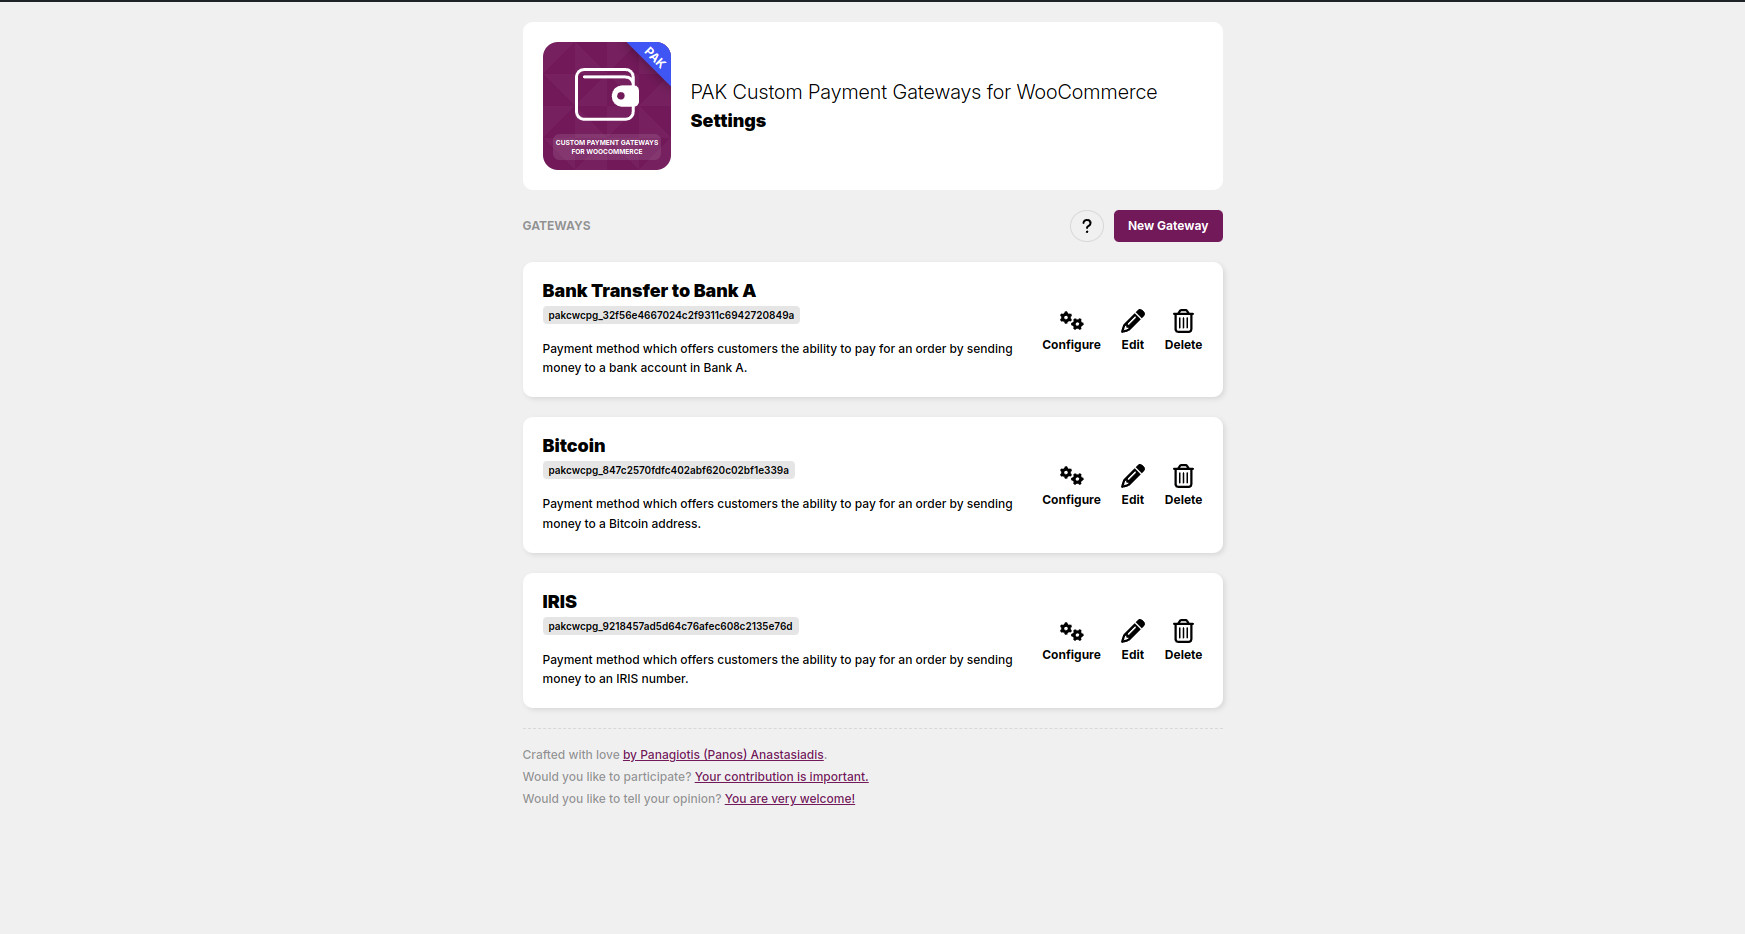 PAK
CUSTOM PAYMENT GATEWAYS
FOR WOOCOMMERCE
PAK Custom Payment Gateways for WooCommerce
Settings
GATEWAYS
?
New Gateway
Bank Transfer to Bank A
pakcwcpg_32f56e4667024c2f9311c6942720849a
Payment method which offers customers the ability to pay for an order by sending
money to a bank account in Bank A.
Configure
Edit
Delete
Bitcoin
pakcwcpg_847c2570fdfc402abf620c02bf1e339a
Payment method which offers customers the ability to pay for an order by sending
money to a Bitcoin address.
Configure
Edit
Delete
IRIS
pakcwcpg_9218457ad5d64c76afec608c2135e76d
Payment method which offers customers the ability to pay for an order by sending
money to an IRIS number.
Configure
Edit
Delete
Crafted with love by Panagiotis (Panos) Anastasiadis.
Would you like to participate? Your contribution is important.
Would you like to tell your opinion? You are very welcome!